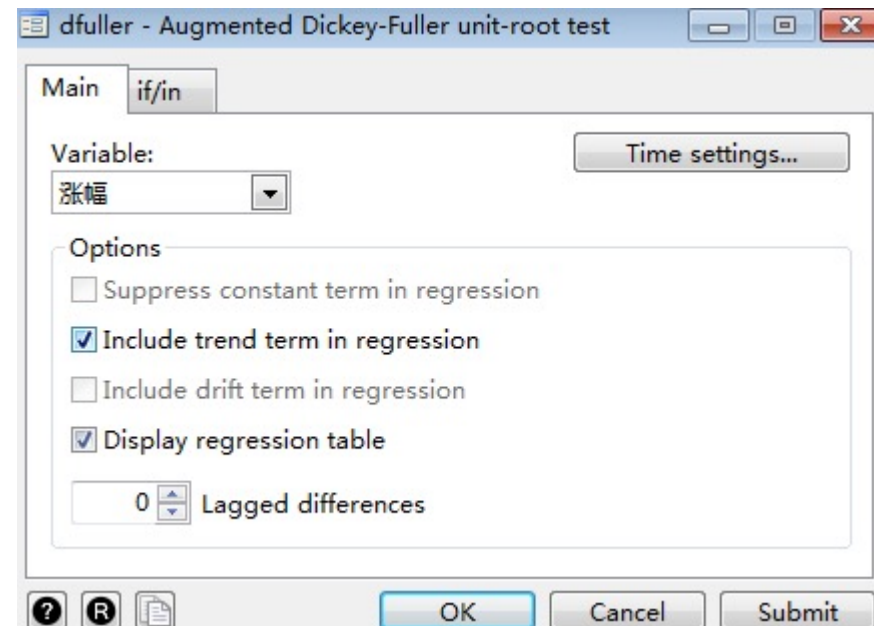 dfuller - Augmented Dickey-Fuller unit-root test
Main if/in
Variable:
Time settings...
涨幅
Options
Suppress constant term in regression
Include trend term in regression
Include drift term in regression
Display regression table
0 Lagged differences
? R OK Cancel Submit